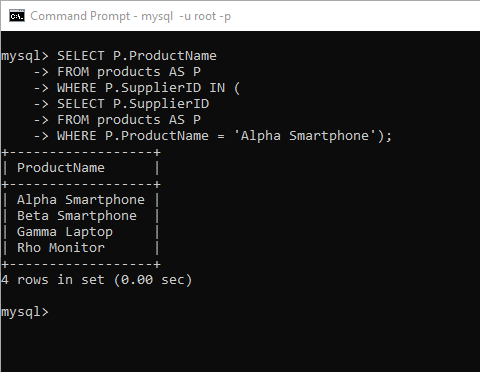 Command Prompt - mysql  -u root -p
mysql> SELECT P.ProductName
    -> FROM products AS P
    -> WHERE P.SupplierID IN (
    -> SELECT P.SupplierID
    -> FROM products AS P
    -> WHERE P.ProductName = 'Alpha Smartphone');
+------------------+
| ProductName      |
+------------------+
| Alpha Smartphone |
| Beta Smartphone  |
| Gamma Laptop     |
| Rho Monitor      |
+------------------+
4 rows in set (0.00 sec)
mysql>